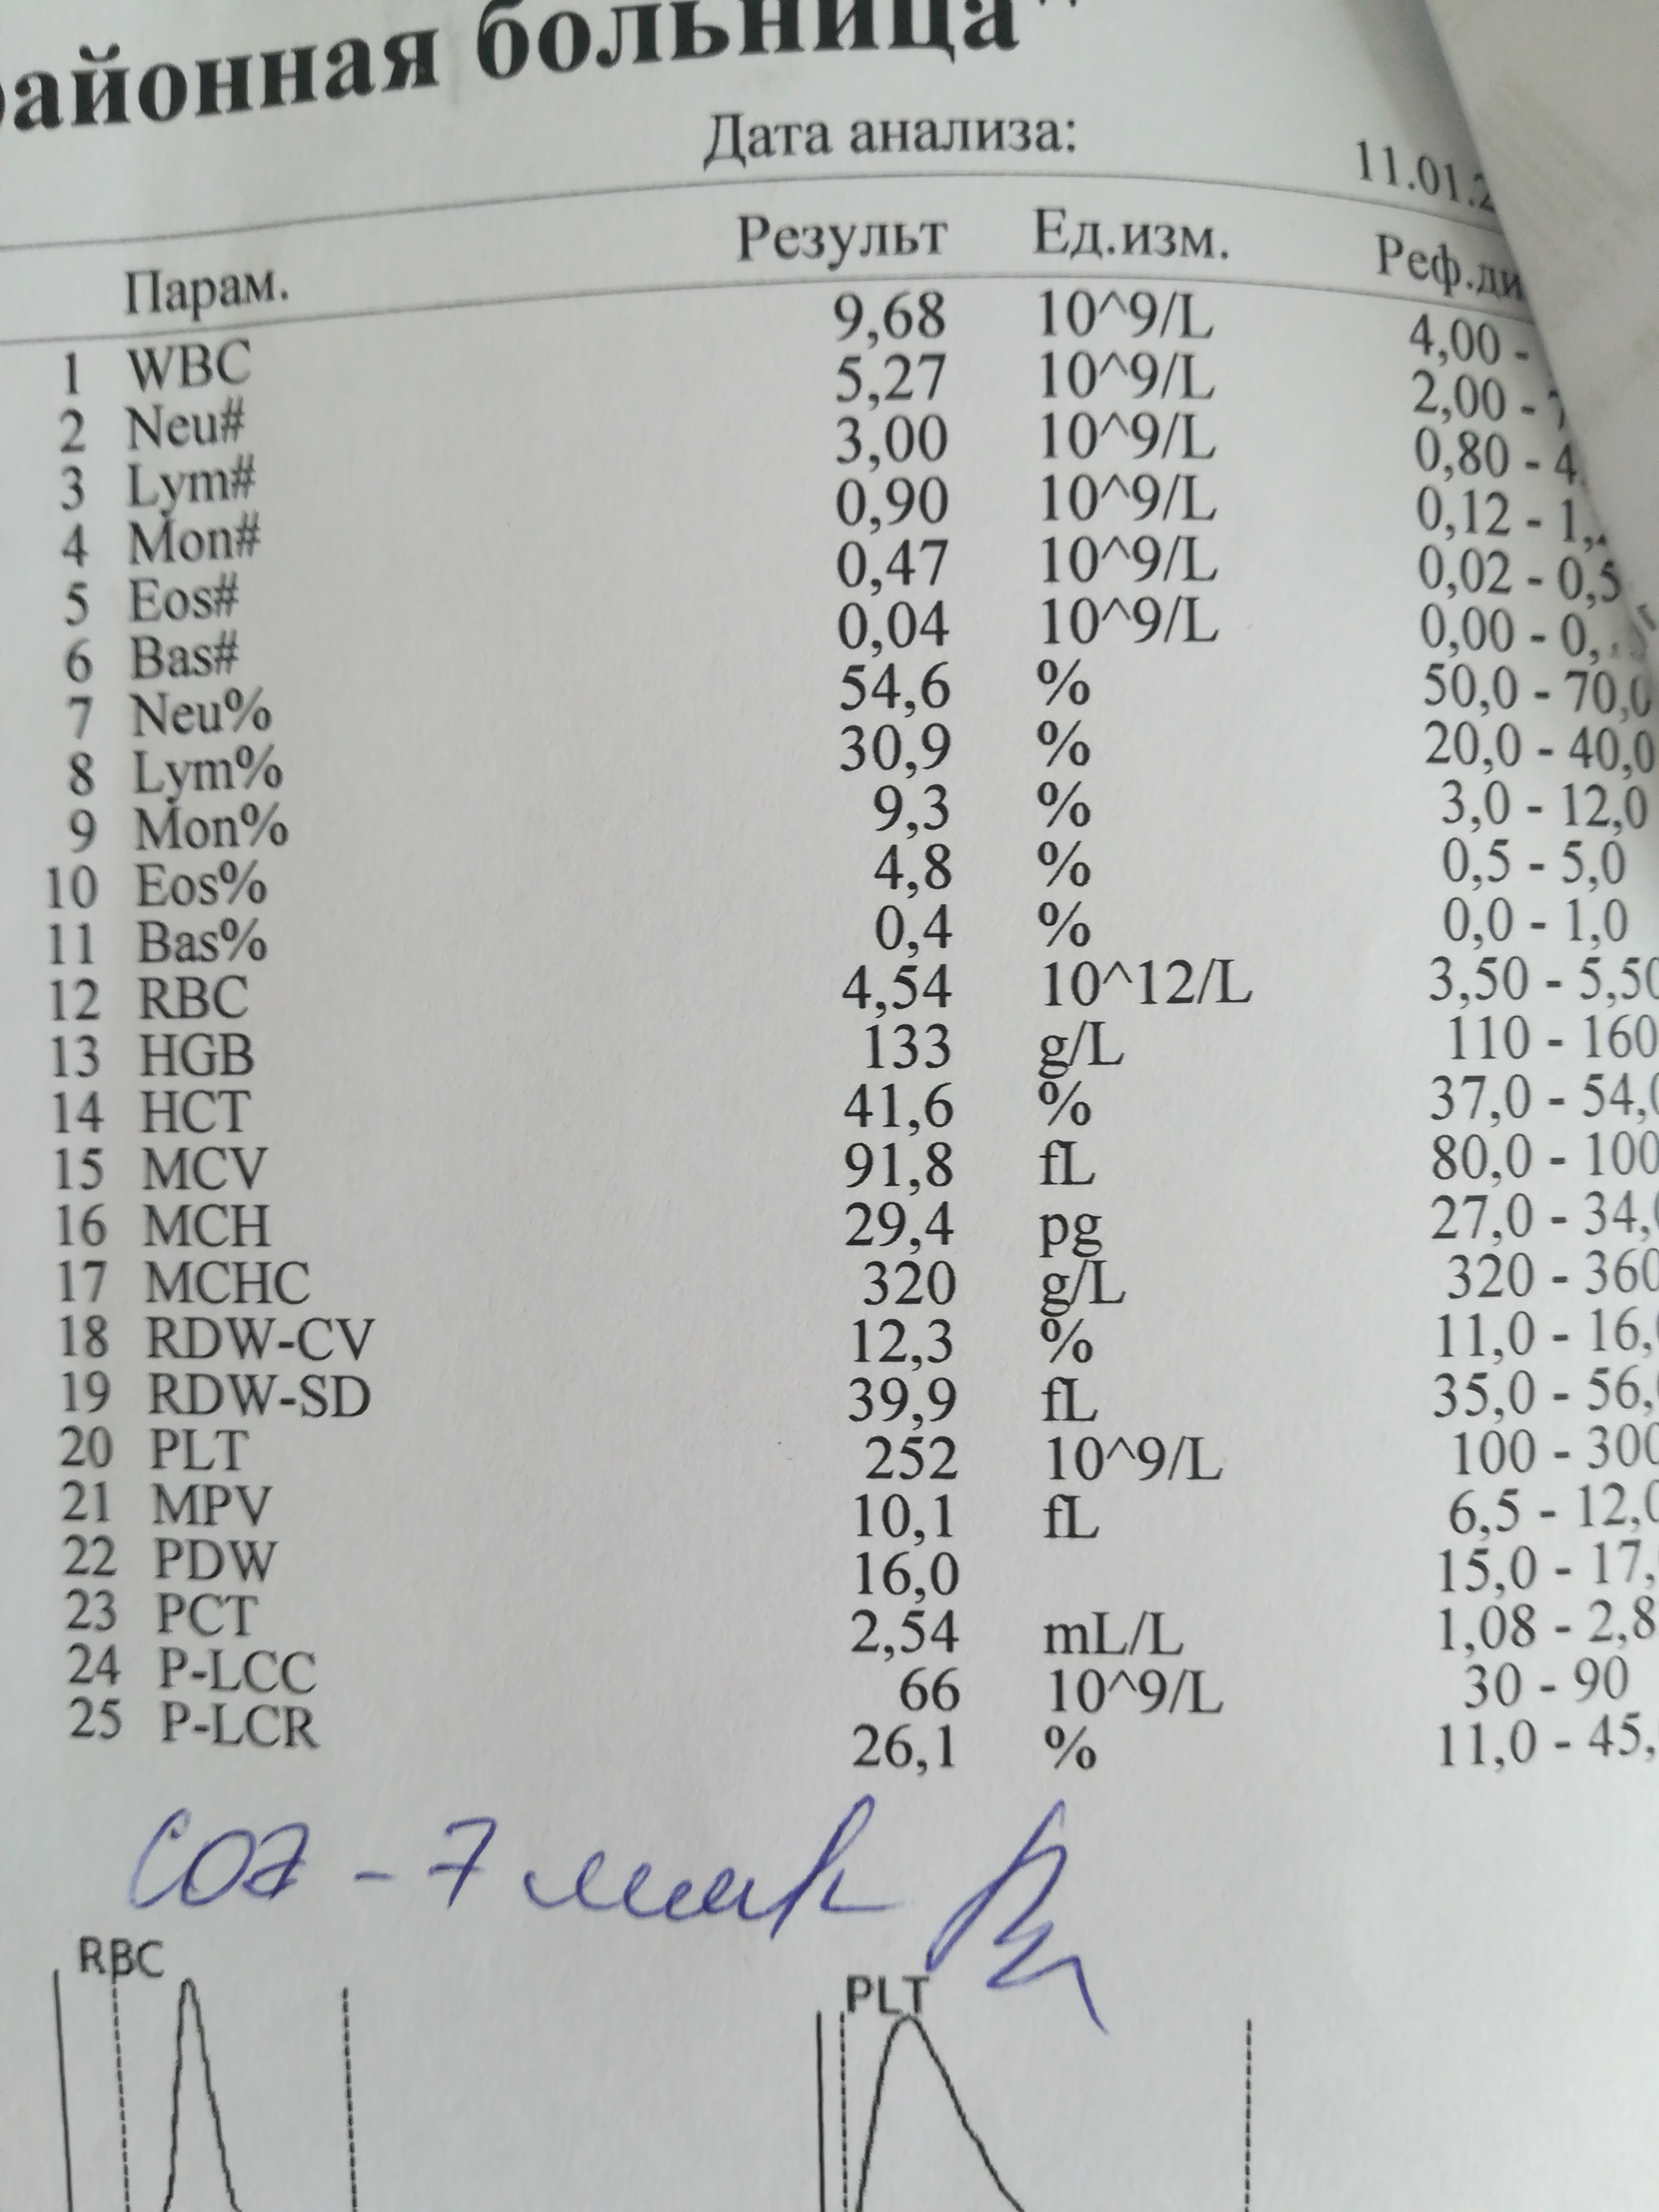 айонная больница"
Дата анализа: 11.01.2
Парам. Результ Ед.изм. Реф.ди
1 WBC 9,68 10^9/L 4,00 -
2 Neu# 5,27 10^9/L 2,00 -
3 Lym# 3,00 10^9/L 0,80 - 4
4 Mon# 0,90 10^9/L 0,12 - 1,
5 Eos# 0,47 10^9/L 0,02 - 0,5
6 Bas# 0,04 10^9/L 0,00 - 0,
7 Neu% 54,6 % 50,0 - 70,0
8 Lym% 30,9 % 20,0 - 40,0
9 Mon% 9,3 % 3,0 - 12,0
10 Eos% 4,8 % 0,5 - 5,0
11 Bas% 0,4 % 0,0 - 1,0
12 RBC 4,54 10^12/L 3,50 - 5,50
13 HGB 133 g/L 110 - 160
14 HCT 41,6 % 37,0 - 54,0
15 MCV 91,8 fL 80,0 - 100
16 MCH 29,4 pg 27,0 - 34,0
17 MCHC 320 g/L 320 - 360
18 RDW-CV 12,3 % 11,0 - 16,
19 RDW-SD 39,9 fL 35,0 - 56,
20 PLT 252 10^9/L 100 - 300
21 MPV 10,1 fL 6,5 - 12,0
22 PDW 16,0 15,0 - 17,
23 PCT 2,54 mL/L 1,08 - 2,8
24 P-LCC 66 10^9/L 30 - 90
25 P-LCR 26,1 % 11,0 - 45,
СОЭ - 7 мм/ч
RBC PLT